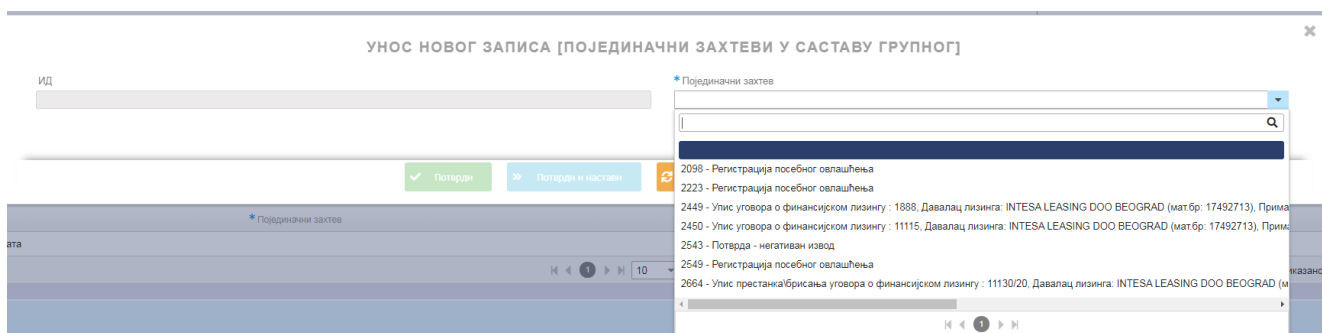 УНОС НОВОГ ЗАПИСА [ПОЈЕДИНАЧНИ ЗАХТЕВИ У САСТАВУ ГРУПНОГ]
ИД
* Појединачни захтев
2098 - Регистрација посебног овлашћења
2223 - Регистрација посебног овлашћења
Потврди
Потврди и настави
2449 - Упис уговора о финансијском лизингу : 1888, Давалац лизинга: INTESA LEASING DOO BEOGRAD (мат.бр: 17492713), Прима
* Појединачни захтев
2450 - Упис уговора о финансијском лизингу : 11115, Давалац лизинга: INTESA LEASING DOO BEOGRAD (мат.бр: 17492713), Прима
ата
2543 - Потврда - негативан извод
2549 - Регистрација посебног овлашћења
1
10
иказано
2664 - Упис престанка\брисања уговора о финансијском лизингу : 11130/20, Давалац лизинга: INTESA LEASING DOO BEOGRAD (м
1